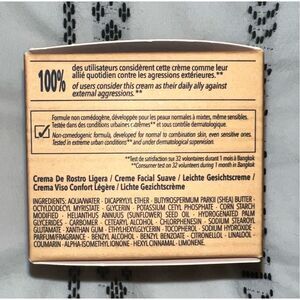 100%
des utilisateurs considèrent cette crème comme leur
allié quotidien contre les agressions extérieures.**
of users consider this cream as their daily ally against
external aggressions.**
Formule non comédogène, développée pour les peaux normales à mixtes, même sensibles.
Testée dans des conditions urbaines extrêmes** et sous contrôle dermatologique.
Non-comedogenic formula, developed for normal to combination skin, even sensitive ones.
Tested in extreme urban conditions** and under dermatological control.
**Test de satisfaction sur 32 volontaires durant 1 mois à Bangkok
**Consumer test on 32 volunteers during 1 month in Bangkok
Crema De Rostro Ligera / Creme Facial Suave / Leichte Gesichtscreme /
Crema Viso Confort Légère / Lichte Gezichtscrème
INGREDIENTS: AQUA/WATER - DICAPRYLYL ETHER - BUTYROSPERMUM PARKII (SHEA) BUTTER -
OCTYLDODECYL MYRISTATE - GLYCERIN - POTASSIUM CETYL PHOSPHATE - CORN STARCH
MODIFIED - HELIANTHUS ANNUUS (SUNFLOWER) SEED OIL - HYDROGENATED PALM
GLYCERIDES - CARBOMER - CETEARYL ALCOHOL - CHLORPHENESIN - SODIUM STEAROYL
GLUTAMATE - XANTHAN GUM - ETHYLHEXYLGLYCERIN - TOCOPHEROL - SODIUM HYDROXIDE -
PARFUM/FRAGRANCE - BENZYL ALCOHOL - BENZYL BENZOATE - CITRONELLOL - LINALOOL -
COUMARIN - ALPHA-ISOMETHYL IONONE - HEXYL CINNAMAL - LIMONENE.